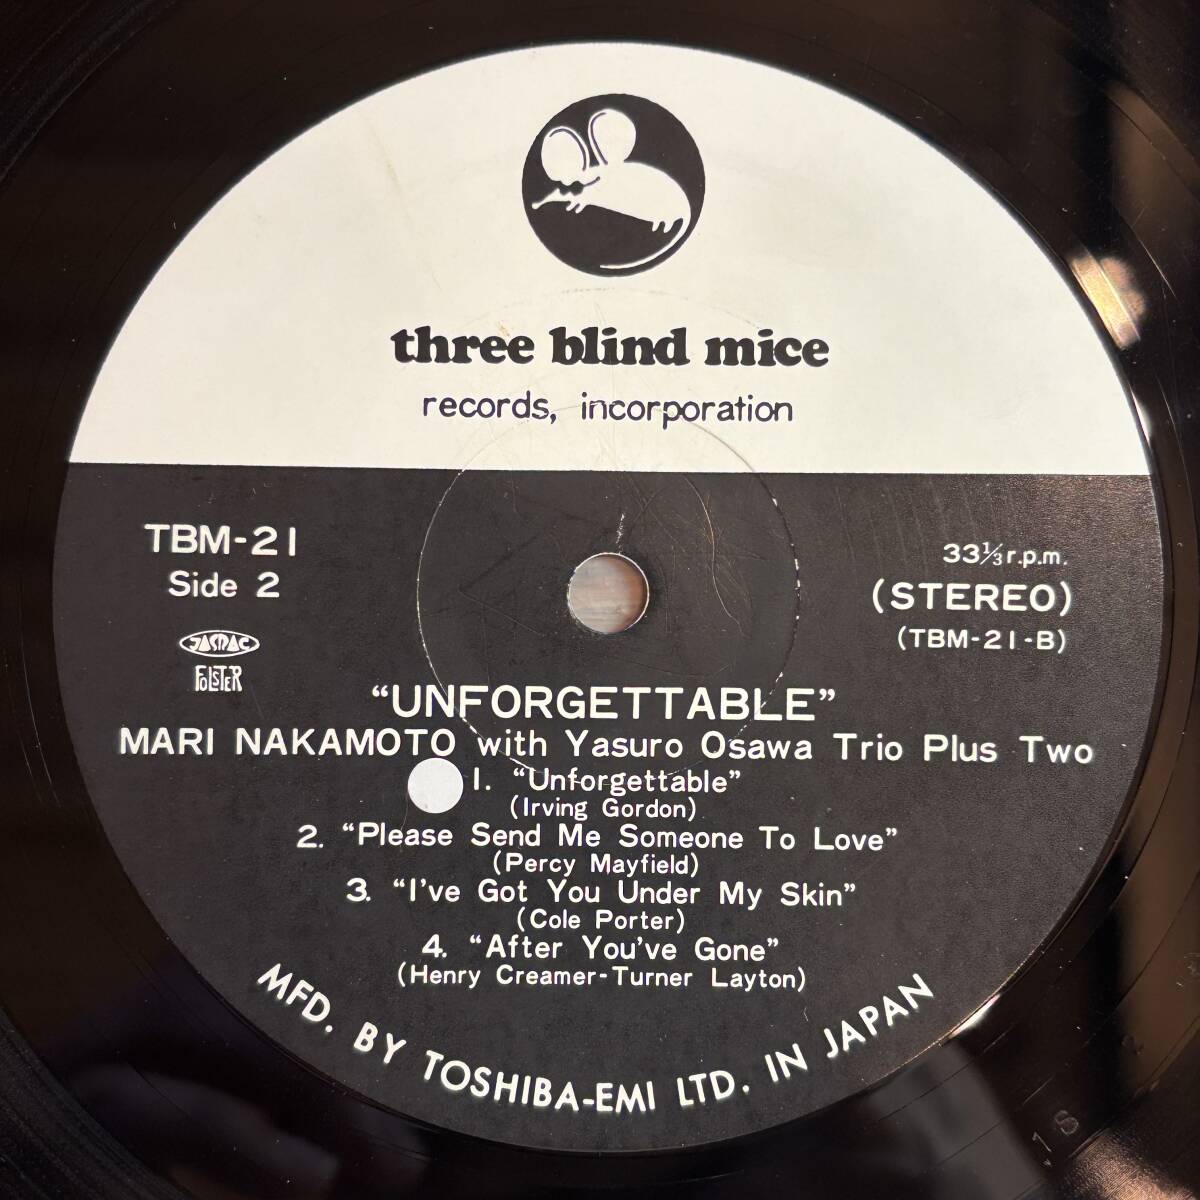 three blind mice
records, incorporation
TBM-21
Side 2
JASRAC
FOLSTER
33⅓ r.p.m.
(STEREO)
(TBM-21-B)
“UNFORGETTABLE”
MARI NAKAMOTO with Yasuro Osawa Trio Plus Two
1. “Unforgettable”
(Irving Gordon)
2. “Please Send Me Someone To Love”
(Percy Mayfield)
3. “I've Got You Under My Skin”
(Cole Porter)
4. “After You've Gone”
(Henry Creamer-Turner Layton)
MFD. BY TOSHIBA-EMI LTD. IN JAPAN